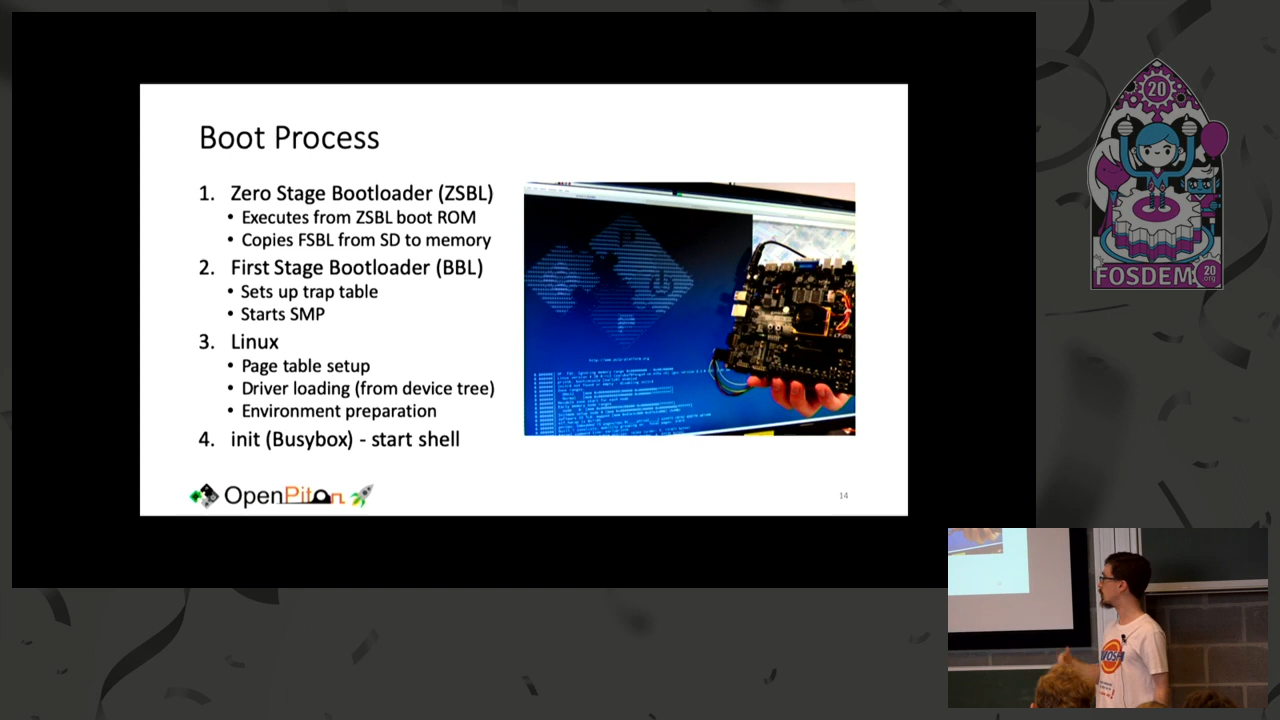 Boot Process
1. Zero Stage Bootloader (ZSBL)
• Executes from ZSBL boot ROM
• Copies FSBL from SD to memory
2. First Stage Bootloader (BBL)
• Sets up trap table
• Starts SMP
3. Linux
• Page table setup
• Driver loading (from device tree)
• Environment preparation
4. init (Busybox) - start shell
OpenPiton
14
20
FOSDEM
20
.org